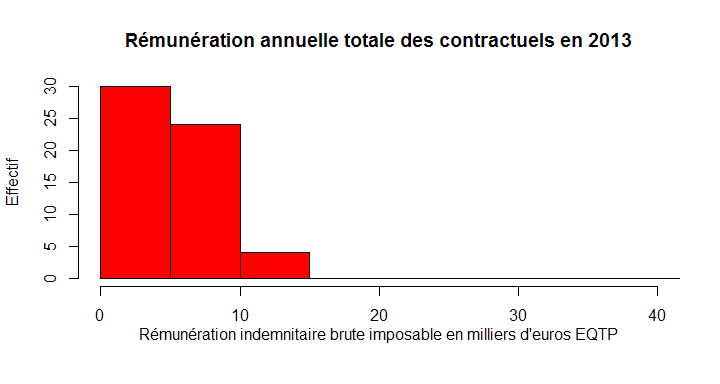 Rémunération annuelle totale des contractuels en 2013
Effectif
30
25
20
15
10
5
0
0 10 20 30 40
Rémunération indemnitaire brute imposable en milliers d'euros EQTP